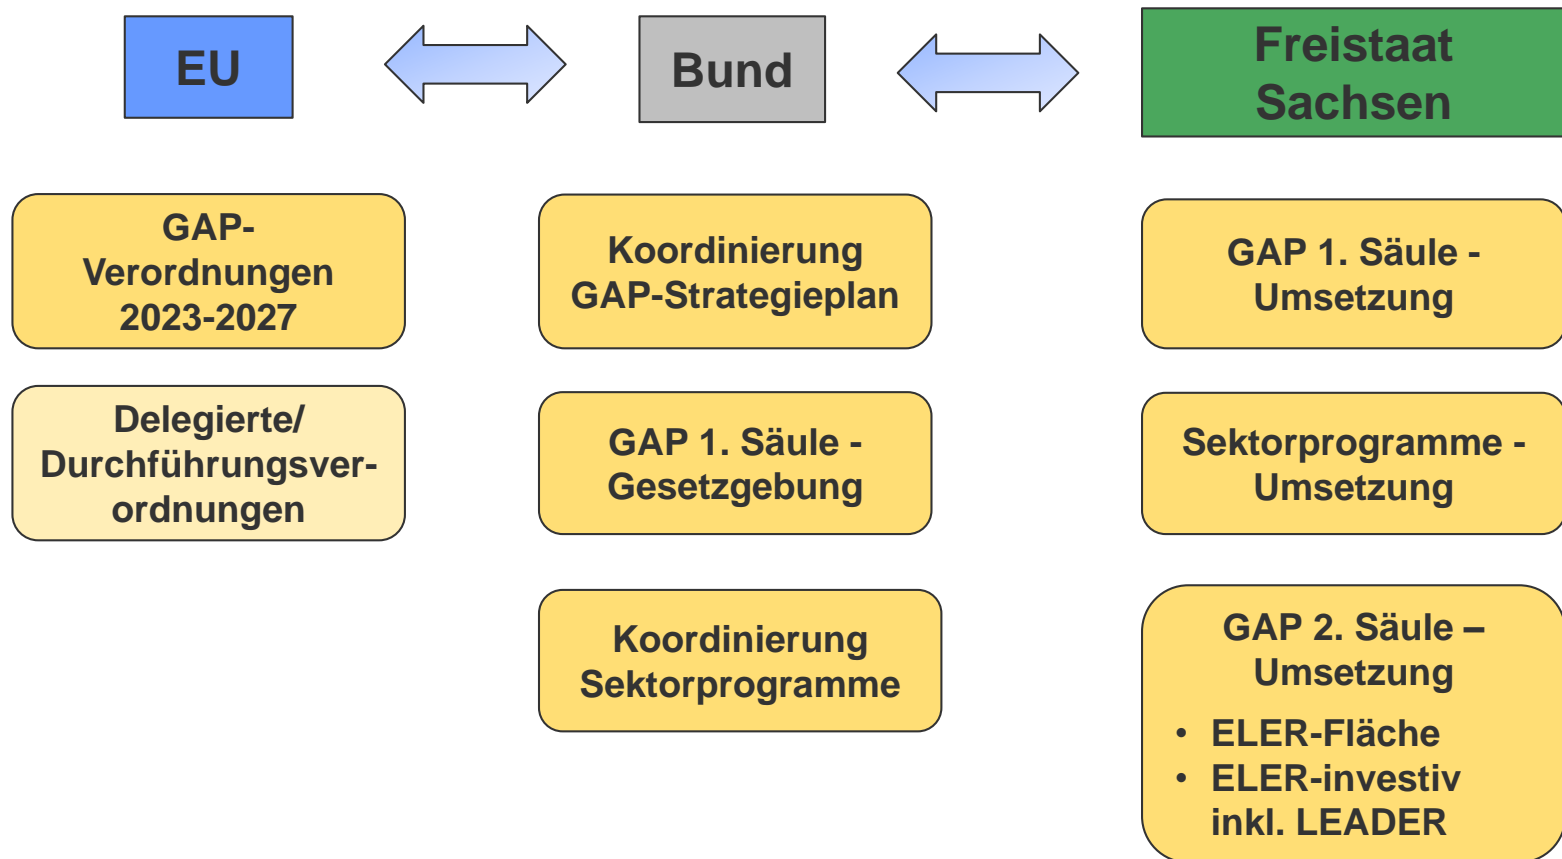 EU
Bund
Freistaat
Sachsen
GAP-
Verordnungen
2023-2027
Koordinierung
GAP-Strategieplan
GAP 1. Säule -
Umsetzung
Delegierte/
Durchführungsver-
ordnungen
GAP 1. Säule -
Gesetzgebung
Sektorprogramme -
Umsetzung
Koordinierung
Sektorprogramme
GAP 2. Säule –
Umsetzung
• ELER-Fläche
• ELER-investiv
inkl. LEADER